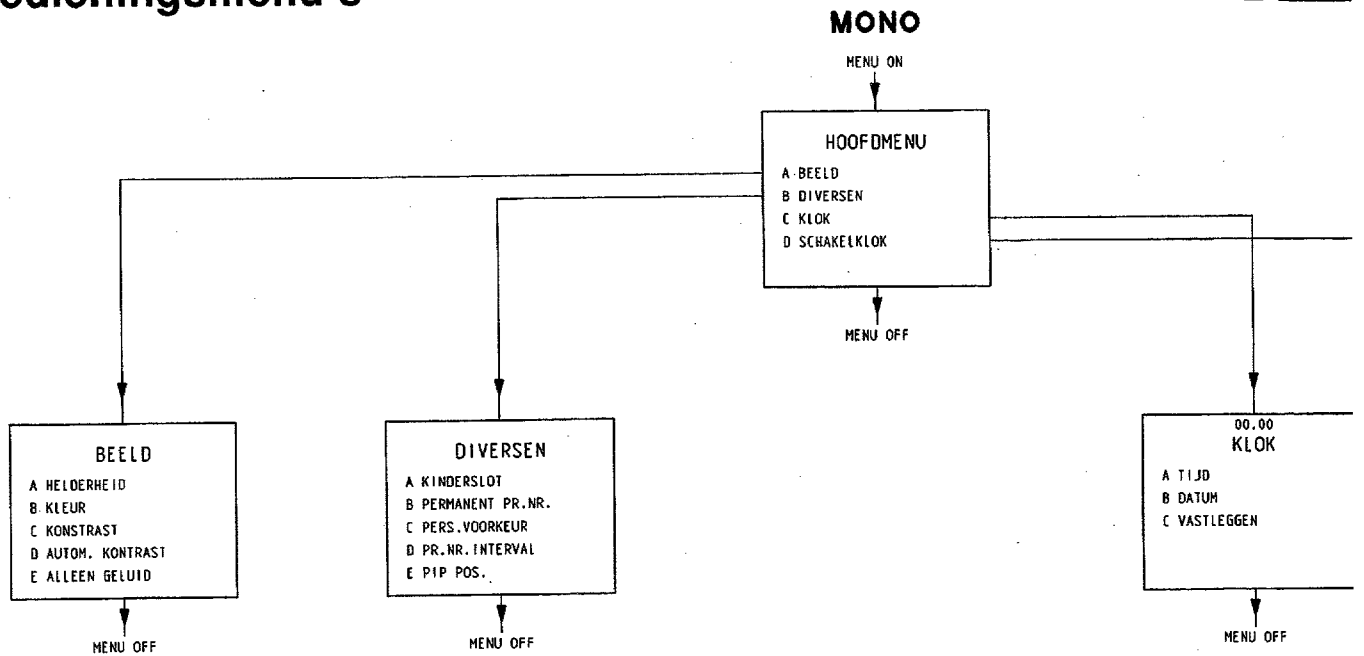 MONO
MENU ON
HOOFDMENU
A BEELD
B DIVERSEN
C KLOK
D SCHAKELKLOK
MENU OFF
BEELD
A HELDERHEID
B KLEUR
C KONSTRAST
D AUTOM. KONTRAST
E ALLEEN GELUID
MENU OFF
DIVERSEN
A KINDERSLOT
B PERMANENT PR.NR.
C PERS.VOORKEUR
D PR.NR.INTERVAL
E PIP POS.
MENU OFF
00.00
KLOK
A TIJD
B DATUM
C VASTLEGGEN
MENU OFF